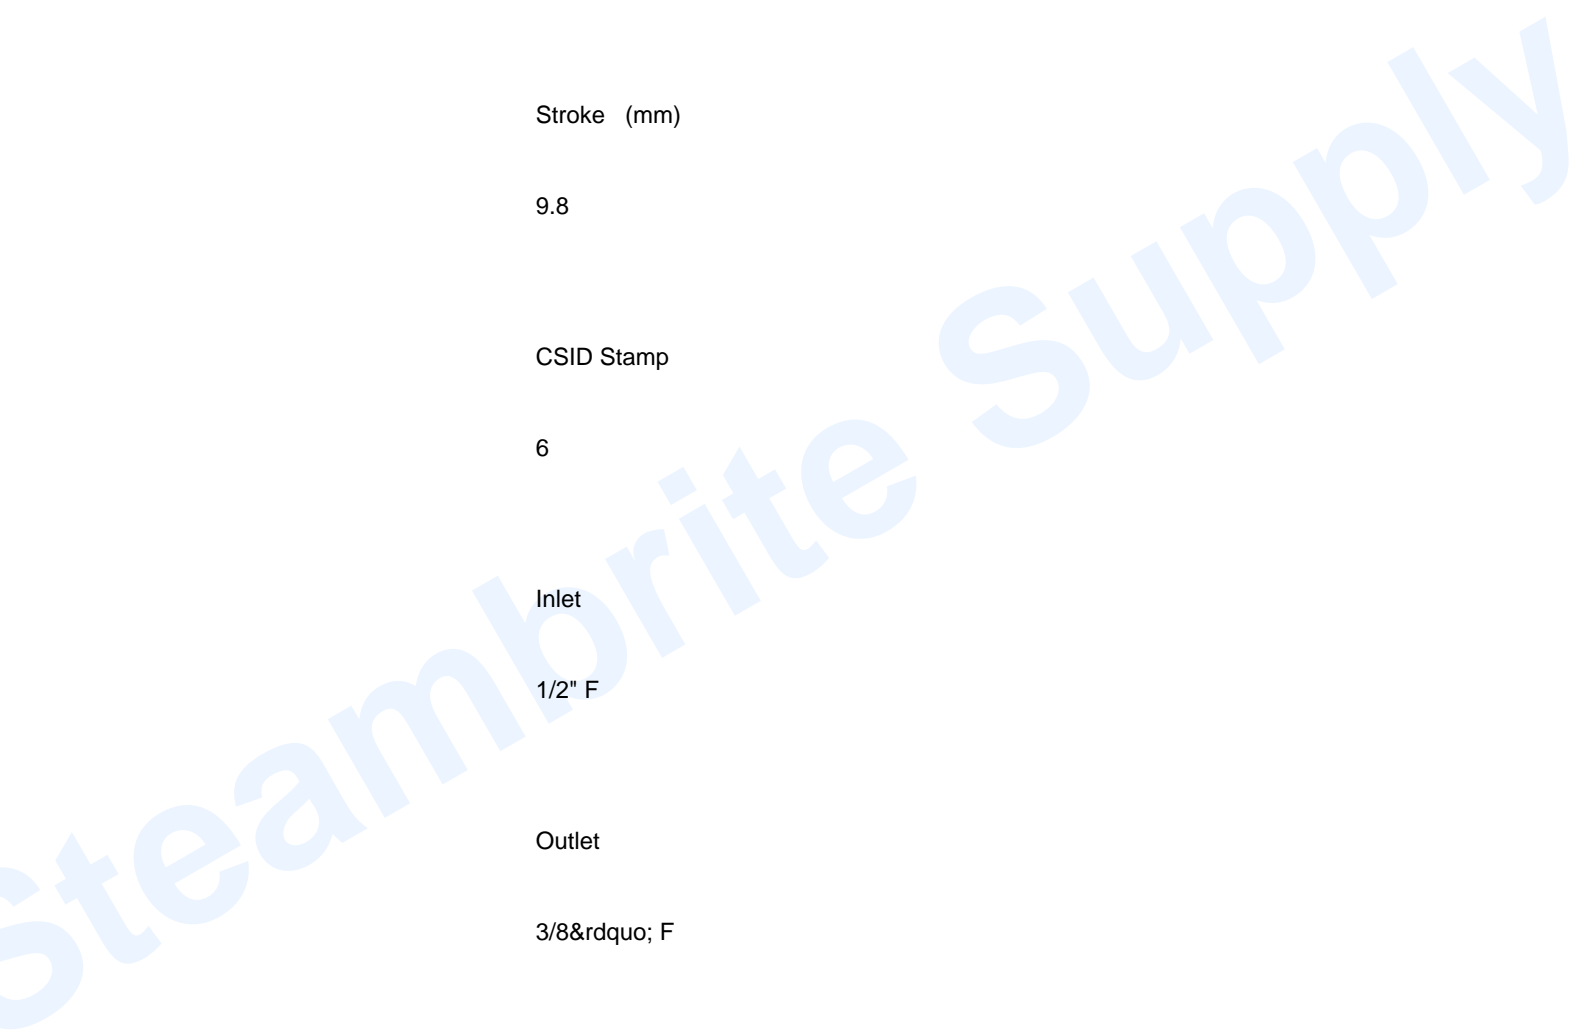 Stroke (mm)
9.8
CSID Stamp
6
Inlet
1/2" F
Outlet
3/8&rdquo; F
Steambrite Supply